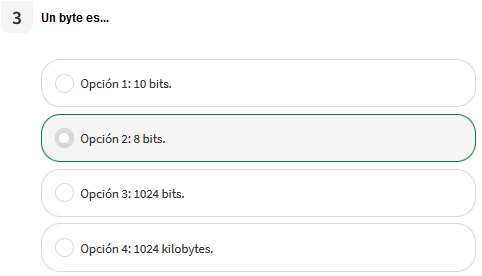 3 Un byte es...
Opción 1: 10 bits.
Opción 2: 8 bits.
Opción 3: 1024 bits.
Opción 4: 1024 kilobytes.